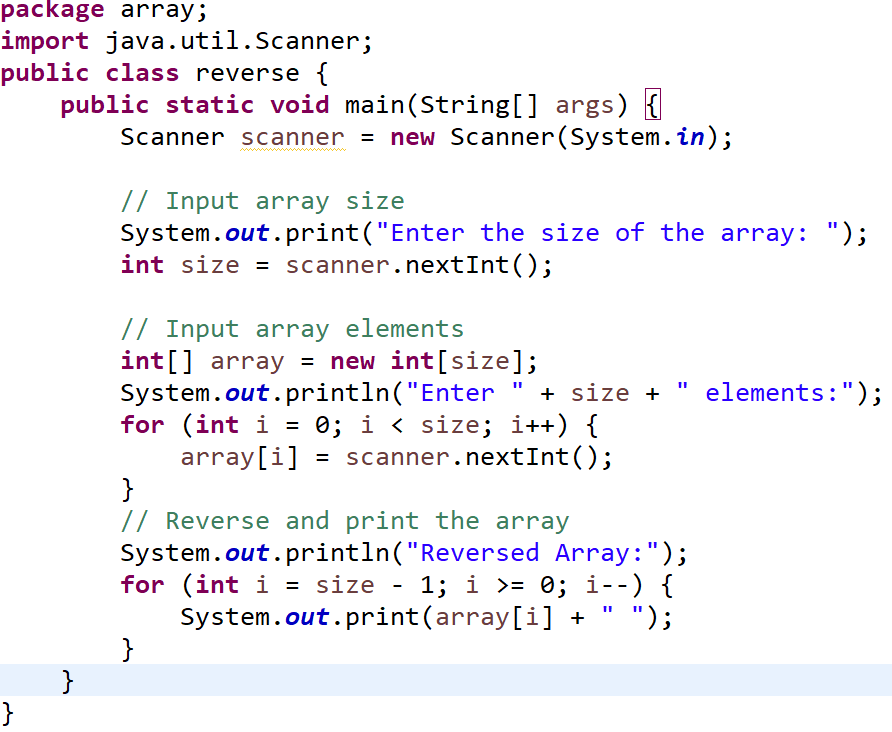 package array;
import java.util.Scanner;
public class reverse {
    public static void main(String[] args) {
        Scanner scanner = new Scanner(System.in);

        // Input array size
        System.out.print("Enter the size of the array: ");
        int size = scanner.nextInt();

        // Input array elements
        int[] array = new int[size];
        System.out.println("Enter " + size + " elements:");
        for (int i = 0; i < size; i++) {
            array[i] = scanner.nextInt();
        }
        // Reverse and print the array
        System.out.println("Reversed Array:");
        for (int i = size - 1; i >= 0; i--) {
            System.out.print(array[i] + " ");
        }
    }
}